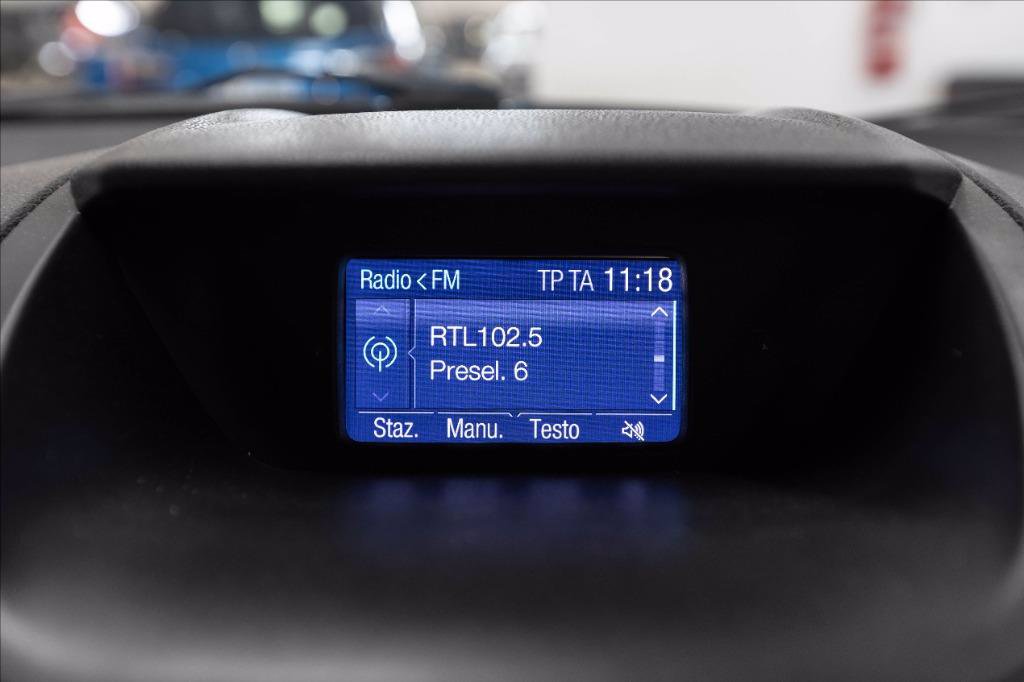 Radio < FM TP TA 11:18
RTL102.5
Presel. 6
Staz. Manu. Testo